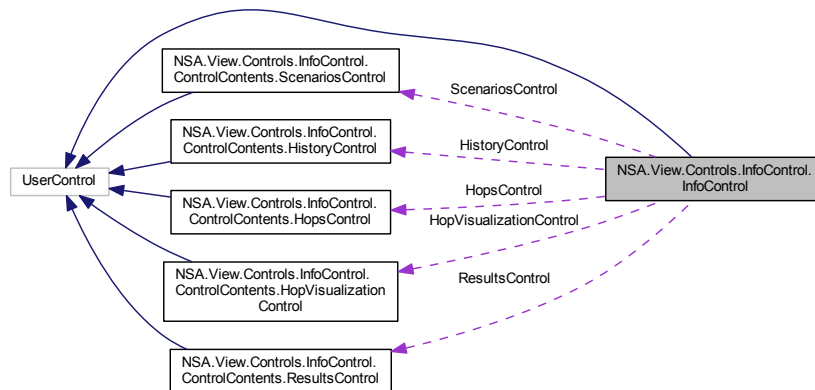 NSA.View.Controls.InfoControl.
ControlContents.ScenariosControl
ScenariosControl
NSA.View.Controls.InfoControl.
ControlContents.HistoryControl
HistoryControl
NSA.View.Controls.InfoControl.
InfoControl
UserControl
HopsControl
NSA.View.Controls.InfoControl.
ControlContents.HopsControl
HopVisualizationControl
NSA.View.Controls.InfoControl.
ControlContents.HopVisualization
Control
ResultsControl
NSA.View.Controls.InfoControl.
ControlContents.ResultsControl